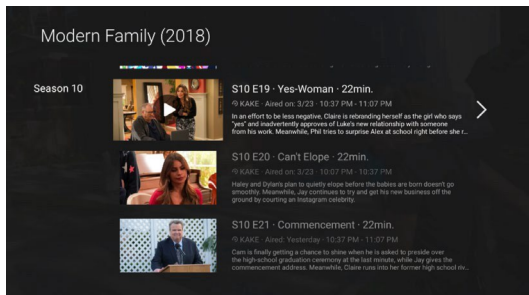 Modern Family (2018)
Season 10
S10 E19 · Yes-Woman · 22min.
KAKE · Aired on: 3/23 · 10:37 PM - 11:07 PM
In an effort to be less negative, Claire is rebranding herself as the girl who says
"yes" and inadvertently approves of Luke's new relationship with someone
from his work. Meanwhile, Phil tries to surprise Alex at school right before she r...
S10 E20 · Can't Elope · 22min.
KAKE · Aired on: 3/23 · 10:07 PM - 10:37 PM
Haley and Dylan's plan to quietly elope before the babies are born doesn't go
smoothly. Meanwhile, Jay continues to try and get his new business off the
ground by courting an Instagram celebrity.
S10 E21 · Commencement · 22min.
KAKE · Aired: Yesterday · 10:37 PM - 11:07 PM
Cam is finally getting a chance to shine when he is asked to preside over
the high-school graduation ceremony at the last minute, while Jay gives the
commencement address. Meanwhile, Claire runs into her former high school riv...